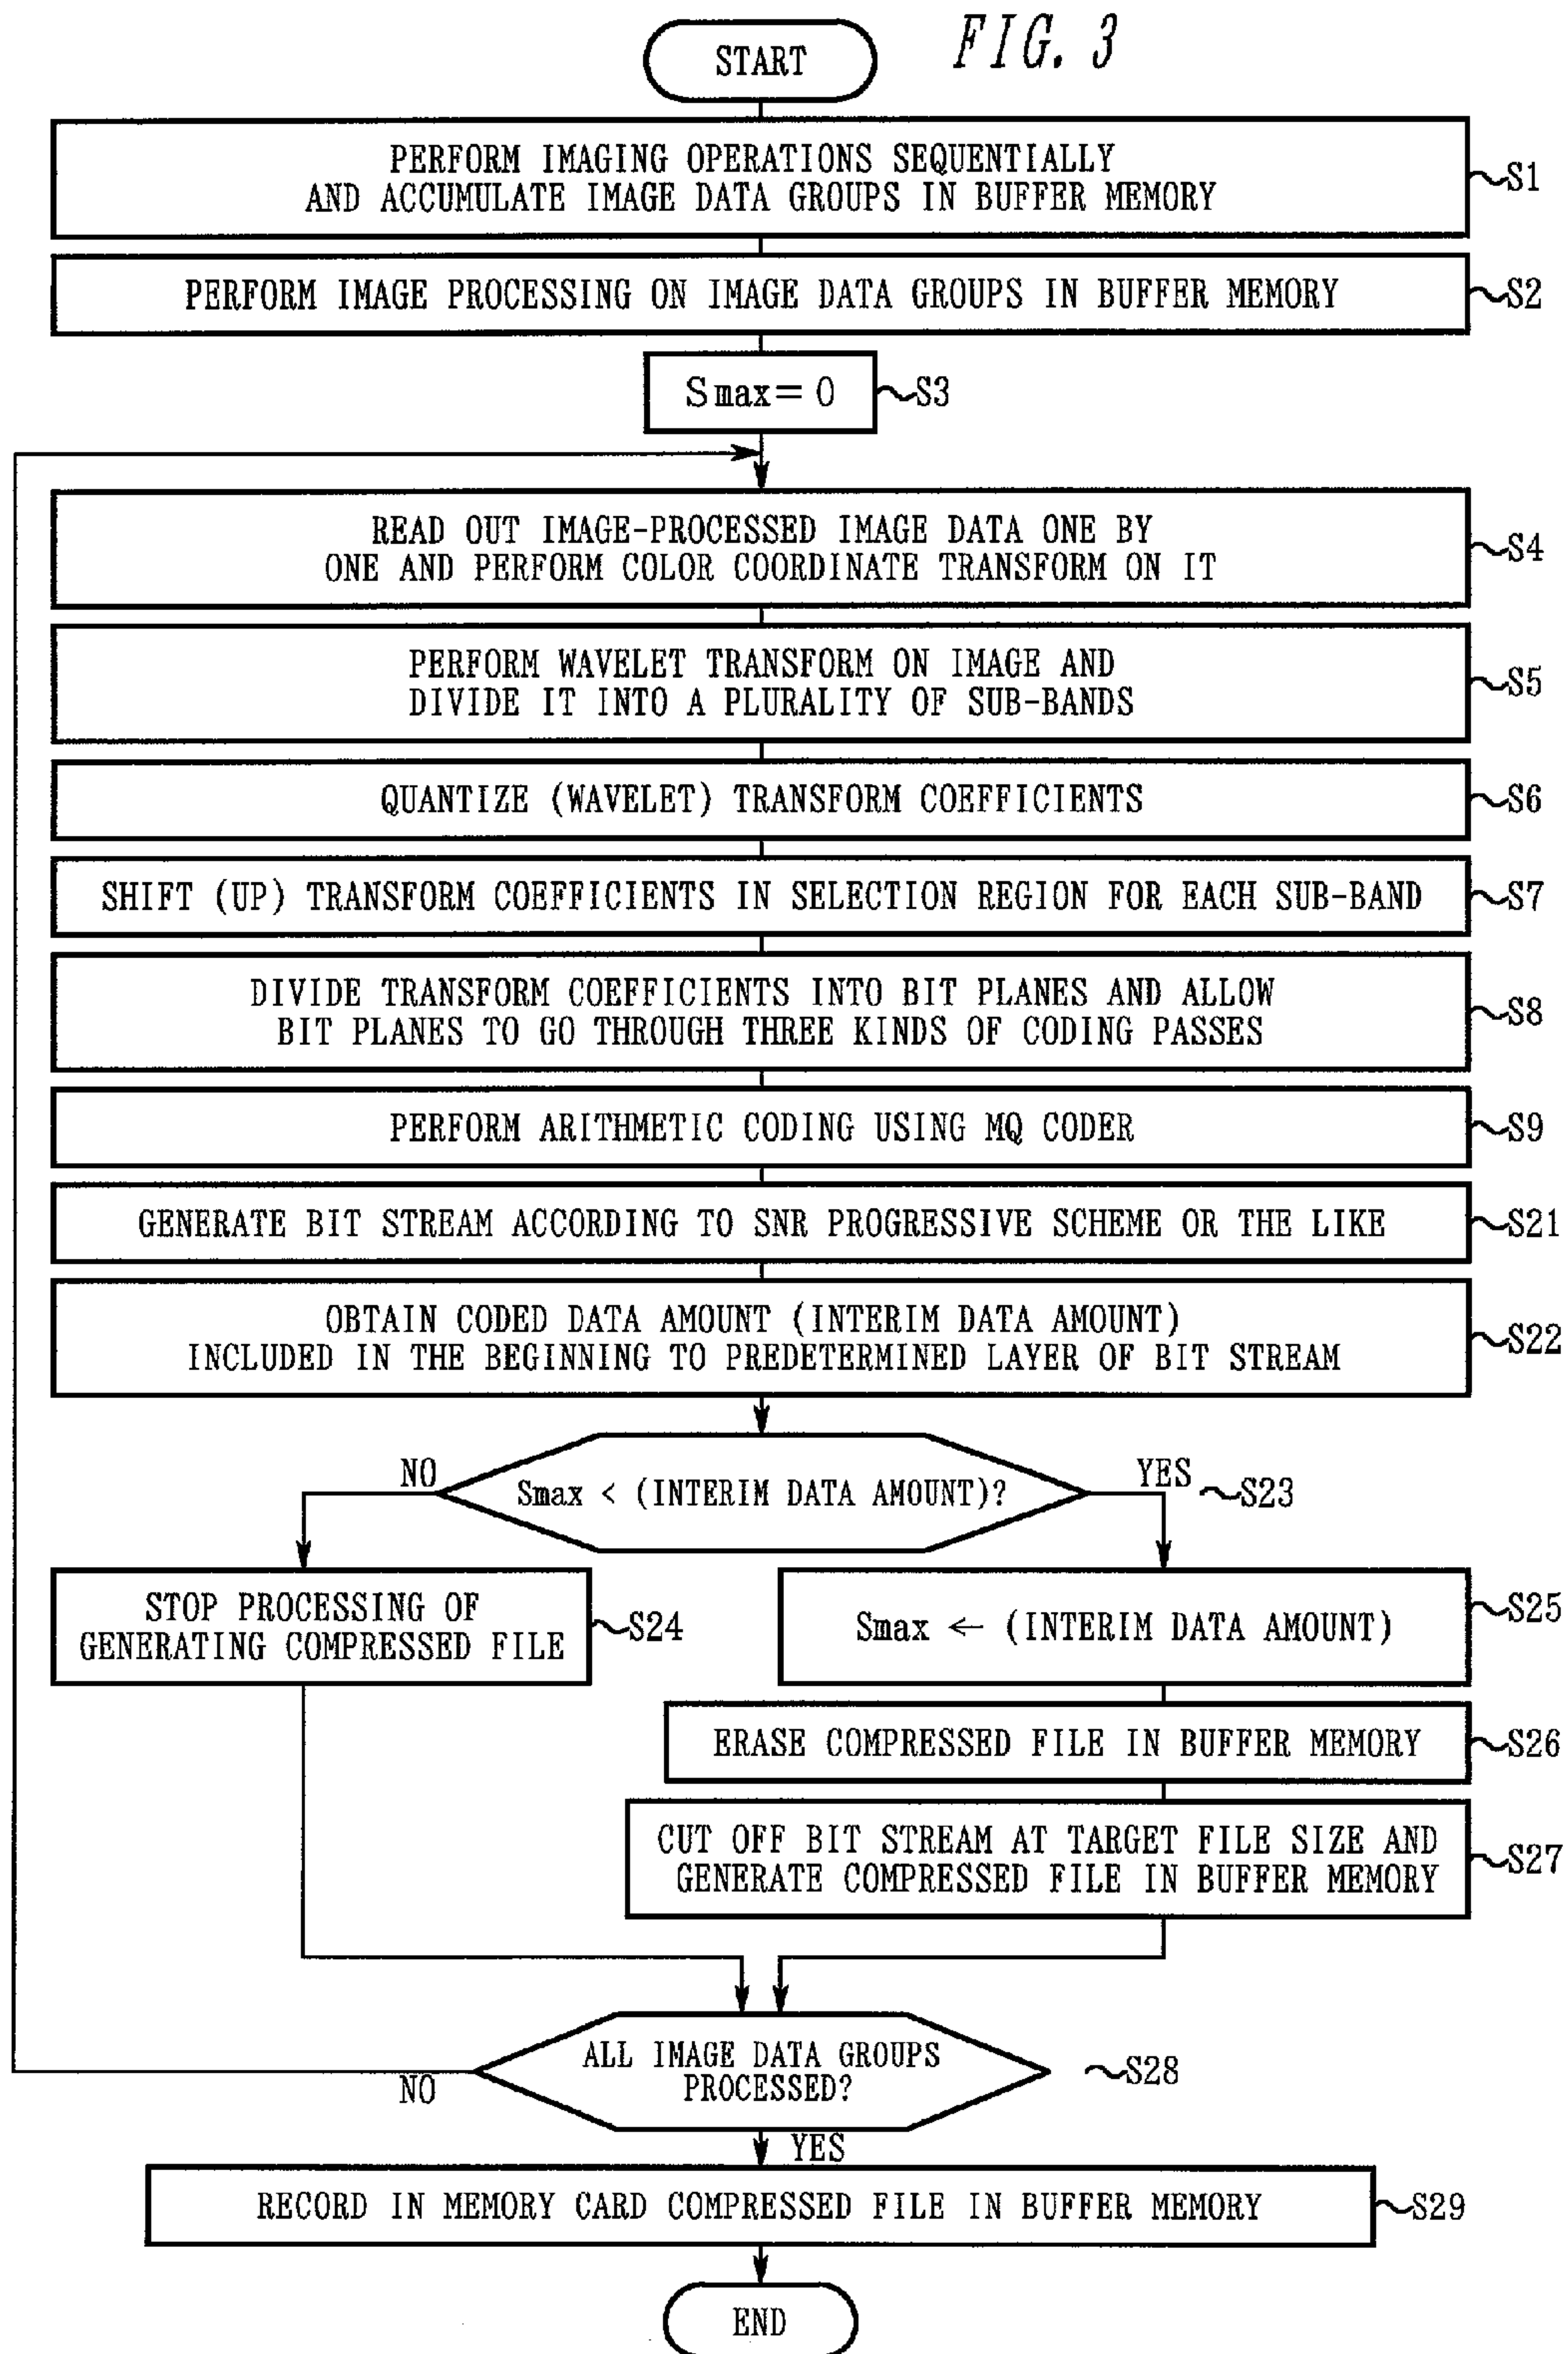 FIG. 3
START
PERFORM IMAGING OPERATIONS SEQUENTIALLY
AND ACCUMULATE IMAGE DATA GROUPS IN BUFFER MEMORY
S1
PERFORM IMAGE PROCESSING ON IMAGE DATA GROUPS IN BUFFER MEMORY
S2
Smax = 0
S3
READ OUT IMAGE-PROCESSED IMAGE DATA ONE BY
ONE AND PERFORM COLOR COORDINATE TRANSFORM ON IT
S4
PERFORM WAVELET TRANSFORM ON IMAGE AND
DIVIDE IT INTO A PLURALITY OF SUB-BANDS
S5
QUANTIZE (WAVELET) TRANSFORM COEFFICIENTS
S6
SHIFT (UP) TRANSFORM COEFFICIENTS IN SELECTION REGION FOR EACH SUB-BAND
S7
DIVIDE TRANSFORM COEFFICIENTS INTO BIT PLANES AND ALLOW
BIT PLANES TO GO THROUGH THREE KINDS OF CODING PASSES
S8
PERFORM ARITHMETIC CODING USING MQ CODER
S9
GENERATE BIT STREAM ACCORDING TO SNR PROGRESSIVE SCHEME OR THE LIKE
S21
OBTAIN CODED DATA AMOUNT (INTERIM DATA AMOUNT)
INCLUDED IN THE BEGINNING TO PREDETERMINED LAYER OF BIT STREAM
S22
NO
Smax < (INTERIM DATA AMOUNT)?
YES
S23
STOP PROCESSING OF
GENERATING COMPRESSED FILE
S24
Smax ← (INTERIM DATA AMOUNT)
S25
ERASE COMPRESSED FILE IN BUFFER MEMORY
S26
CUT OFF BIT STREAM AT TARGET FILE SIZE AND
GENERATE COMPRESSED FILE IN BUFFER MEMORY
S27
ALL IMAGE DATA GROUPS
PROCESSED?
S28
NO
YES
RECORD IN MEMORY CARD COMPRESSED FILE IN BUFFER MEMORY
S29
END